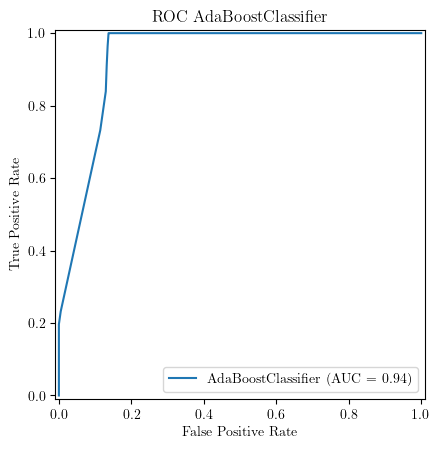 ROC AdaBoostClassifier
1.0
0.8
0.6
0.4
0.2
0.0
True Positive Rate
AdaBoostClassifier (AUC = 0.94)
0.0 0.2 0.4 0.6 0.8 1.0
False Positive Rate